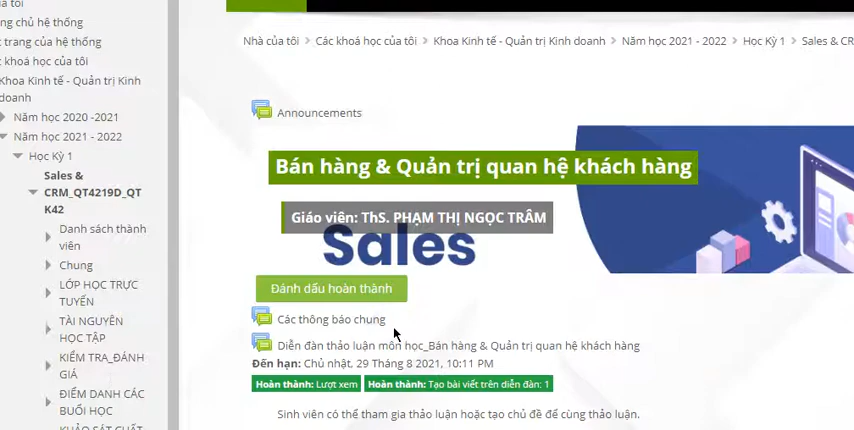 ủa tôi
ng chủ hệ thống
trang của hệ thống
khoá học của tôi
Khoa Kinh tế - Quản trị Kinh
doanh
Năm học 2020 -2021
Năm học 2021 - 2022
Học Kỳ 1
Sales &
CRM_QT4219D_QT
K42
Danh sách thành
viên
Chung
LỚP HỌC TRỰC
TUYẾN
TÀI NGUYÊN
HỌC TẬP
KIỂM TRA_ĐÁNH
GIÁ
ĐIỂM DANH CÁC
BUỔI HỌC
KHẢO SÁT CHẤT
Nhà của tôi > Các khoá học của tôi > Khoa Kinh tế - Quản trị Kinh doanh > Năm học 2021 - 2022 > Học Kỳ 1 > Sales & CR
Announcements
Bán hàng & Quản trị quan hệ khách hàng
Giáo viên: ThS. PHẠM THỊ NGỌC TRÂM
Sales
Đánh dấu hoàn thành
Các thông báo chung
Diễn đàn thảo luận môn học_Bán hàng & Quản trị quan hệ khách hàng
Đến hạn: Chủ nhật, 29 Tháng 8 2021, 10:11 PM
Hoàn thành: Lượt xem Hoàn thành: Tạo bài viết trên diễn đàn: 1
Sinh viên có thể tham gia thảo luận hoặc tạo chủ đề để cùng thảo luận.